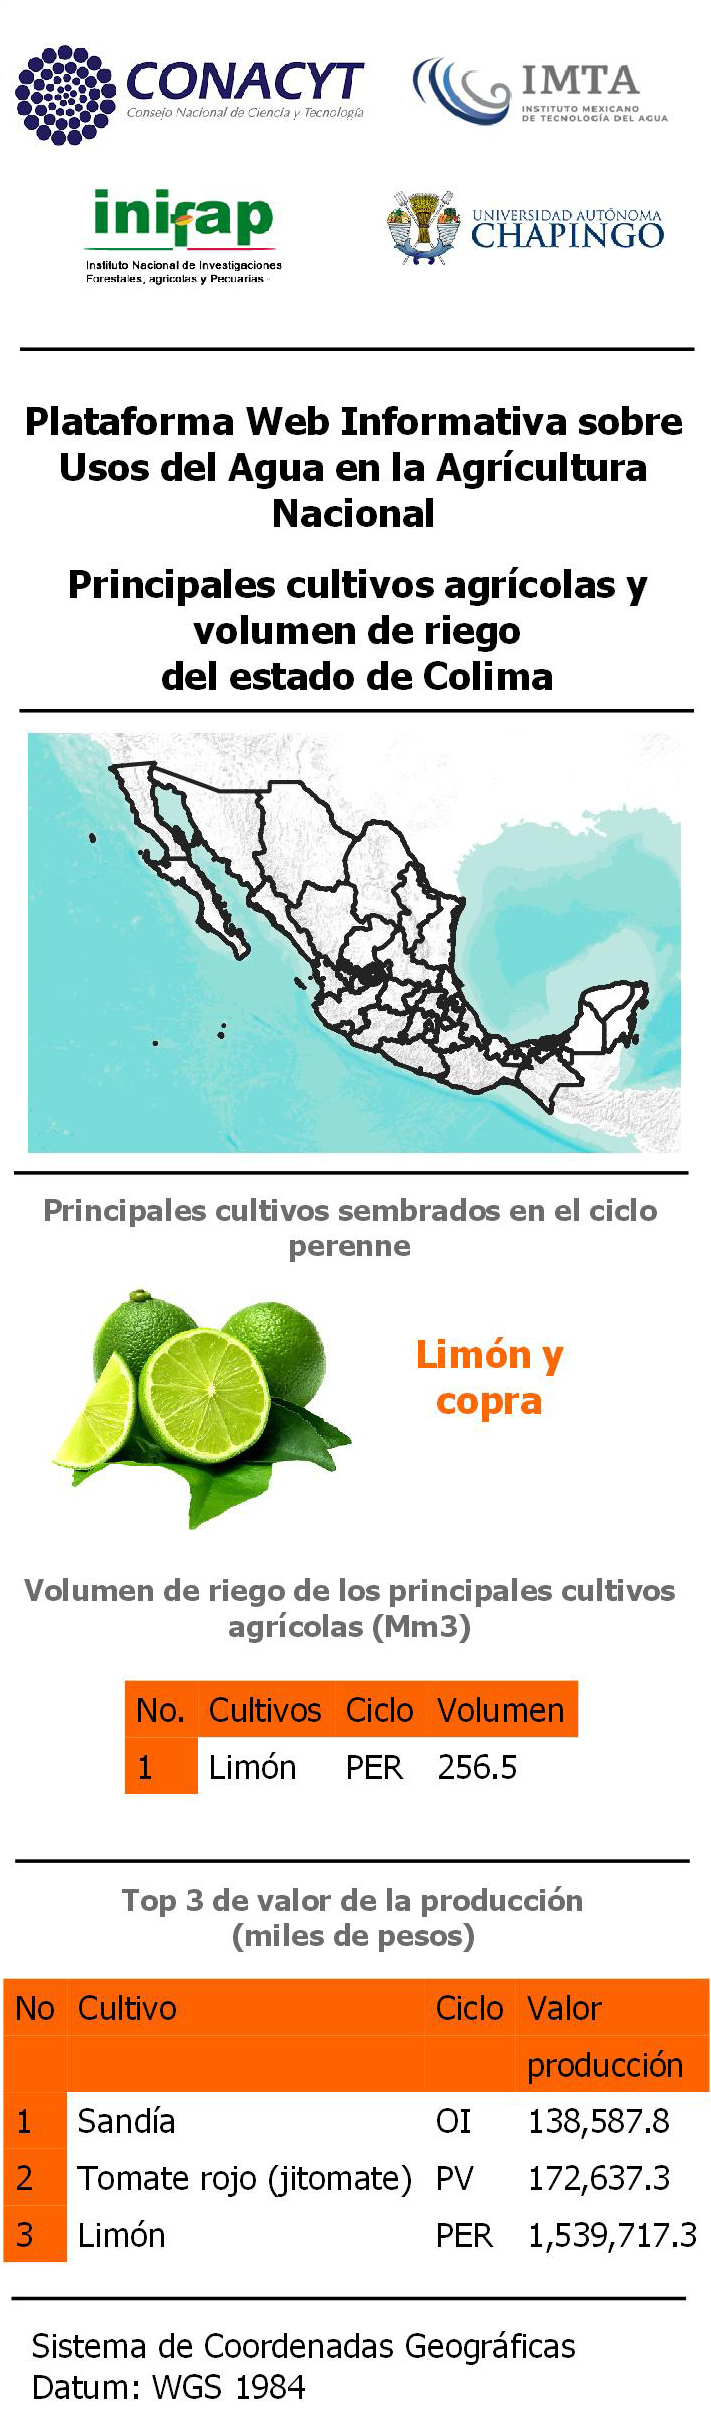 CONACYT
Consejo Nacional de Ciencia y Tecnología
IMTA
INSTITUTO MEXICANO
DE TECNOLOGÍA DEL AGUA
inifap
Instituto Nacional de Investigaciones
Forestales, agricolas y Pecuarias -
UNIVERSIDAD AUTÓNOMA
CHAPINGO
Plataforma Web Informativa sobre
Usos del Agua en la Agrícultura
Nacional
Principales cultivos agrícolas y
volumen de riego
del estado de Colima
Principales cultivos sembrados en el ciclo
perenne
Limón y
copra
Volumen de riego de los principales cultivos
agrícolas (Mm3)
No. Cultivos Ciclo Volumen
1 Limón PER 256.5
Top 3 de valor de la producción
(miles de pesos)
No Cultivo Ciclo Valor
producción
1 Sandía OI 138,587.8
2 Tomate rojo (jitomate) PV 172,637.3
3 Limón PER 1,539,717.3
Sistema de Coordenadas Geográficas
Datum: WGS 1984